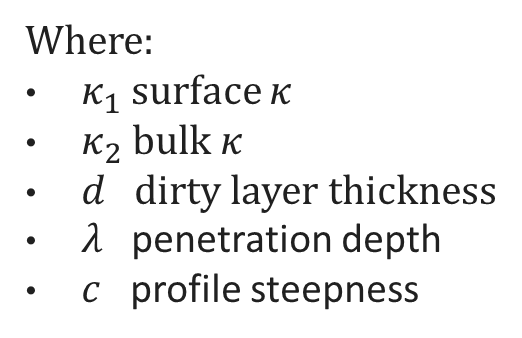 Where:
• κ₁ surface κ
• κ₂ bulk κ
• d dirty layer thickness
• λ penetration depth
• c profile steepness